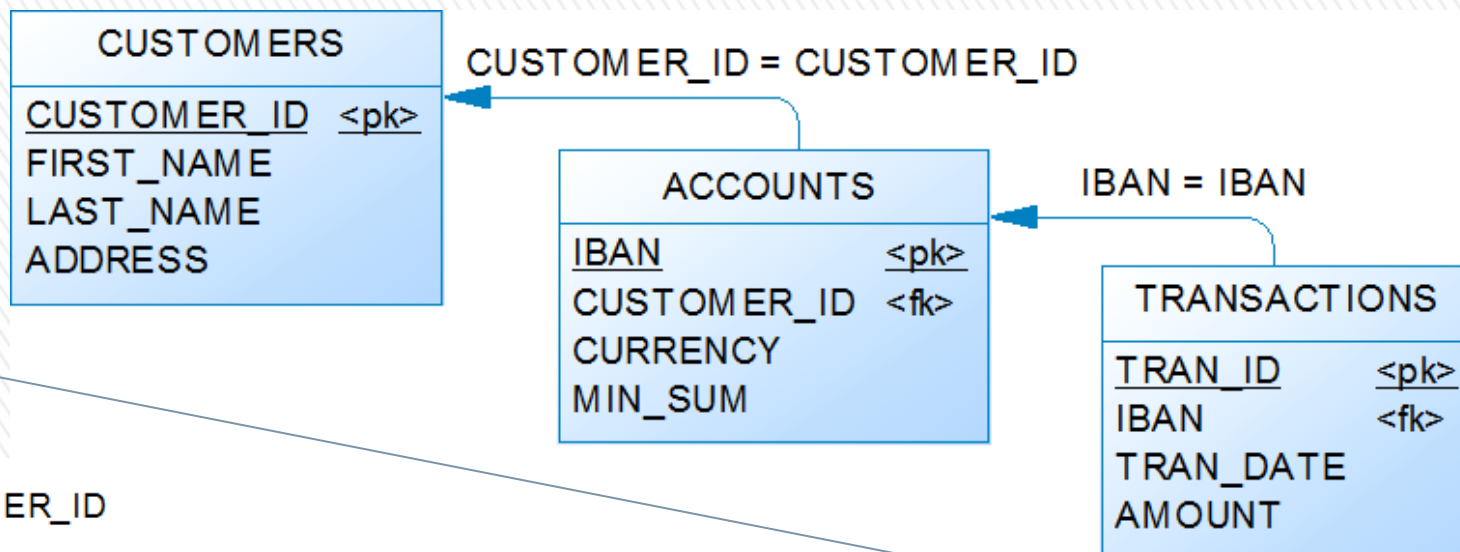 CUSTOMERS
CUSTOMER_ID <pk>
FIRST_NAME
LAST_NAME
ADDRESS
CUSTOMER_ID = CUSTOMER_ID
ACCOUNTS
IBAN <pk>
CUSTOMER_ID <fk>
CURRENCY
MIN_SUM
IBAN = IBAN
TRANSACTIONS
TRAN_ID <pk>
IBAN <fk>
TRAN_DATE
AMOUNT
ER_ID